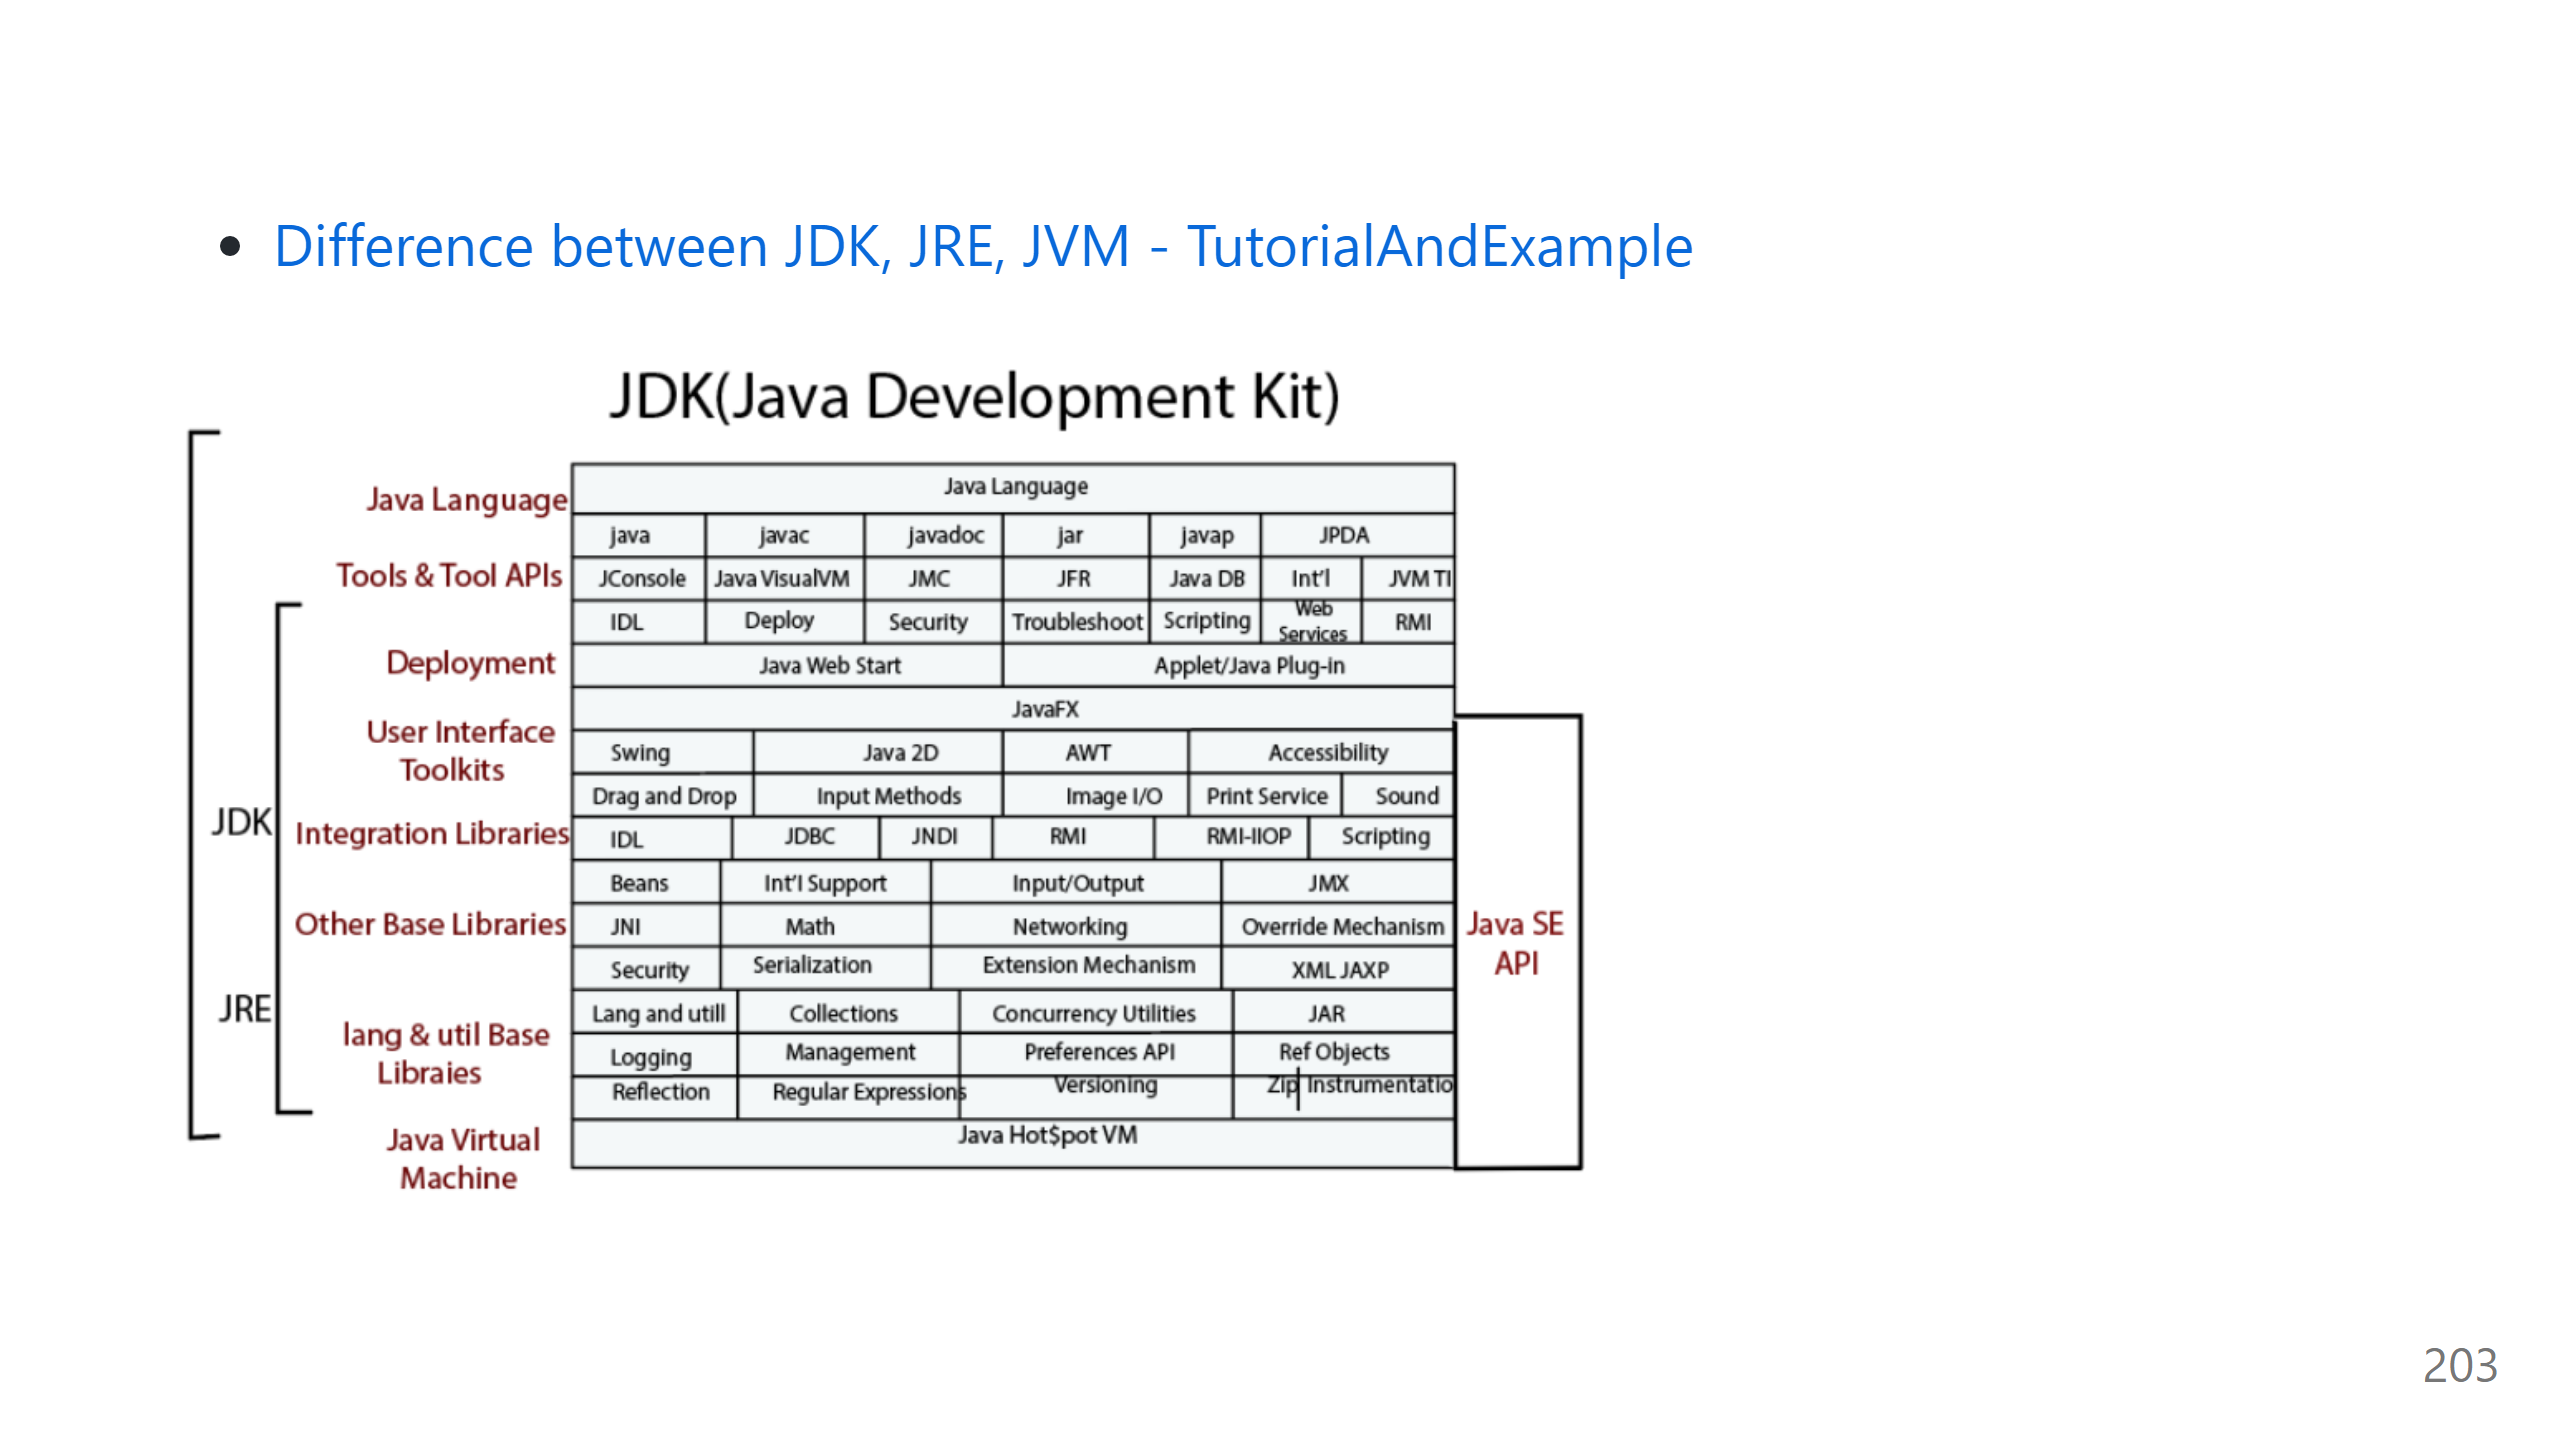 • Difference between JDK, JRE, JVM - TutorialAndExample
JDK(Java Development Kit)
Java Language
Java Language
java javac javadoc jar javap JPDA
Tools & Tool APIs
JConsole Java VisualVM JMC JFR Java DB Int'l JVM TI
IDL Deploy Security Troubleshoot Scripting Web Services RMI
Deployment
Java Web Start Applet/Java Plug-in
JavaFX
User Interface
Toolkits
Swing Java 2D AWT Accessibility
Drag and Drop Input Methods Image I/O Print Service Sound
JDK
Integration Libraries
IDL JDBC JNDI RMI RMI-IIOP Scripting
Beans Int'l Support Input/Output JMX
Other Base Libraries
JNI Math Networking Override Mechanism
Java SE
API
Security Serialization Extension Mechanism XML JAXP
JRE
Lang and utill Collections Concurrency Utilities JAR
lang & util Base
Libraies
Logging Management Preferences API Ref Objects
Reflection Regular Expressions Versioning Zip Instrumentatio
Java Virtual
Machine
Java Hot$pot VM
203